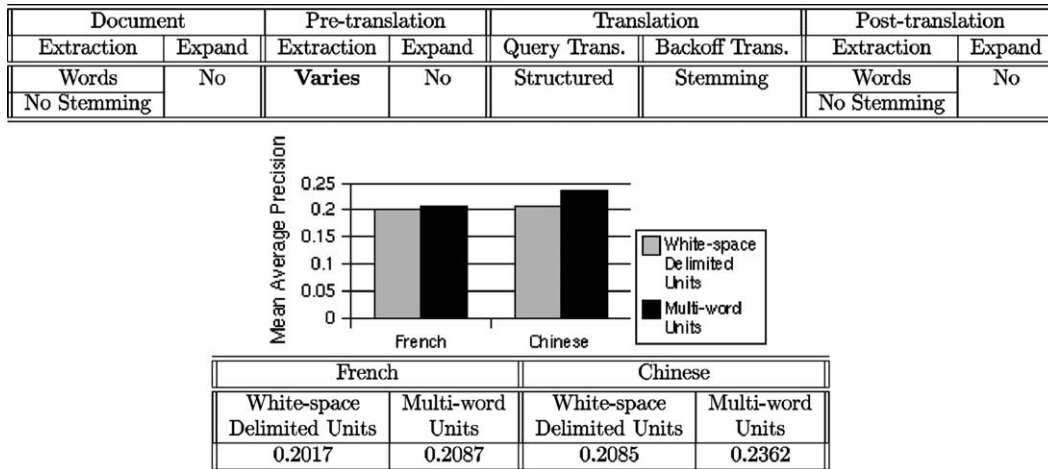 Document Pre-translation Translation Post-translation
Extraction Expand Extraction Expand Query Trans. Backoff Trans. Extraction Expand
Words No Varies No Structured Stemming Words No
No Stemming No Stemming
Mean Average Precision
0.25
0.2
0.15
0.1
0.05
0
French Chinese
White-space
Delimited
Units
Multi-word
Units
French Chinese
White-space Multi-word White-space Multi-word
Delimited Units Units Delimited Units Units
0.2017 0.2087 0.2085 0.2362